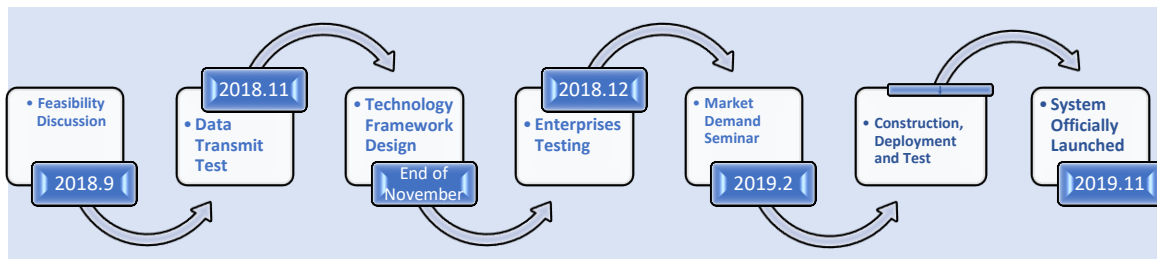 • Feasibility
Discussion
2018.9
2018.11
• Data
Transmit
Test
• Technology
Framework
Design
End of
November
2018.12
• Enterprises
Testing
• Market
Demand
Seminar
2019.2
• Construction,
Deployment
and Test
• System
Officially
Launched
2019.11